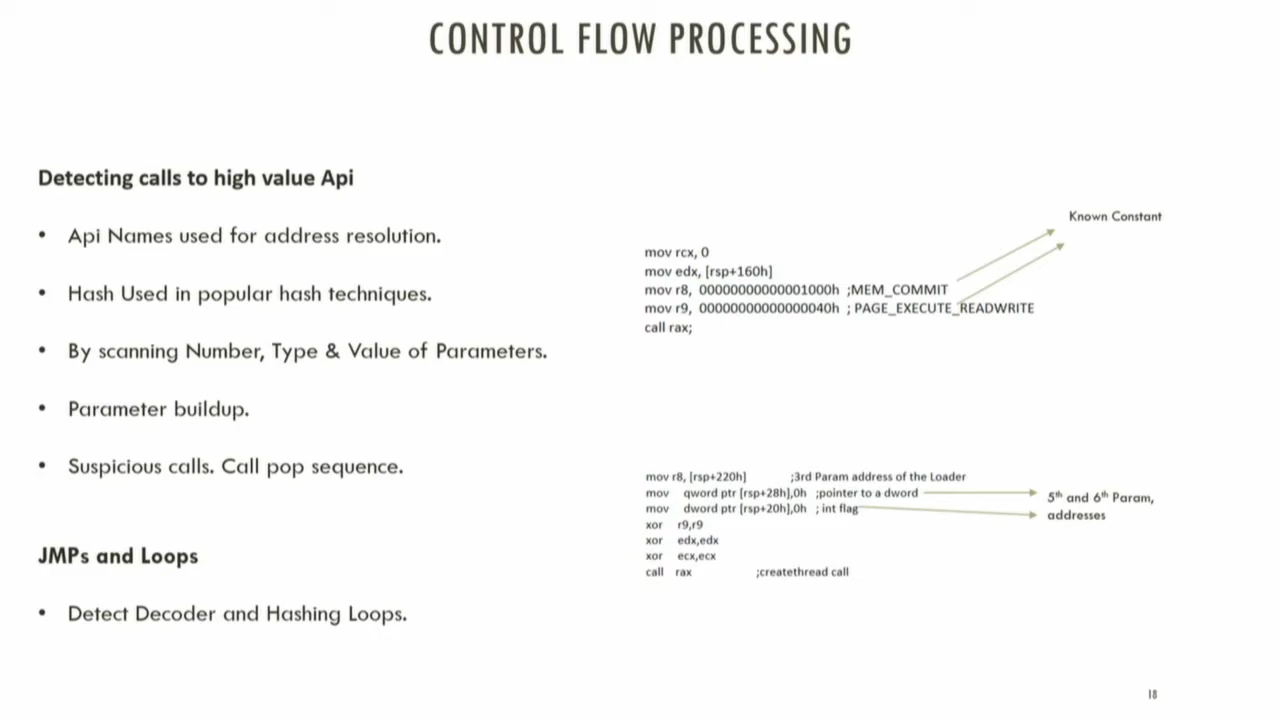 CONTROL FLOW PROCESSING
Detecting calls to high value Api
• Api Names used for address resolution.
• Hash Used in popular hash techniques.
• By scanning Number, Type & Value of Parameters.
• Parameter buildup.
• Suspicious calls. Call pop sequence.
JMPs and Loops
• Detect Decoder and Hashing Loops.
Known Constant
mov rcx, 0
mov edx, [rsp+160h]
mov r8, 0000000000001000h ;MEM_COMMIT
mov r9, 0000000000000040h ; PAGE_EXECUTE_READWRITE
call rax;
mov r8, [rsp+220h] ;3rd Param address of the Loader
mov qword ptr [rsp+28h],0h ;pointer to a dword
mov dword ptr [rsp+20h],0h ; int flag
xor r9,r9
xor edx,edx
xor ecx,ecx
call rax ;createthread call
5th and 6th Param,
addresses
18